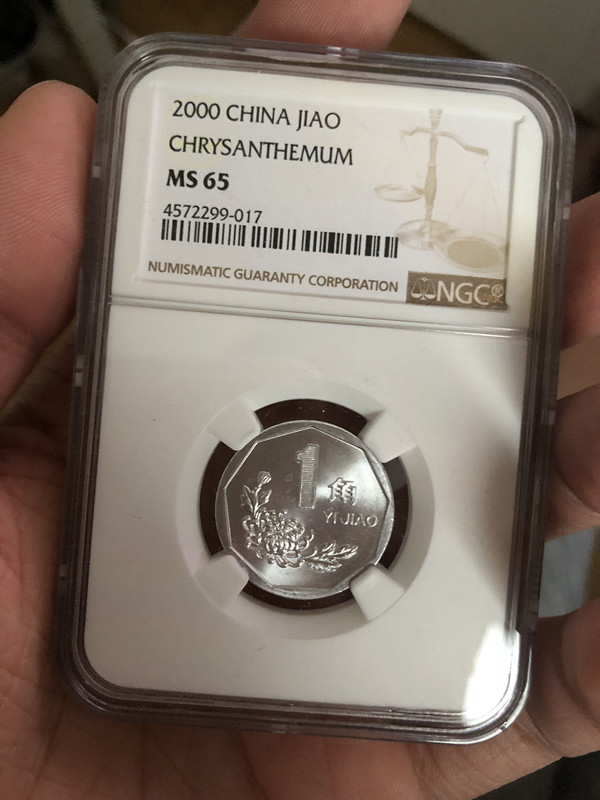 2000 CHINA JIAO
CHRYSANTHEMUM
MS 65
4572299-017
NUMISMATIC GUARANTY CORPORATION
NGC®
1角
YI JIAO